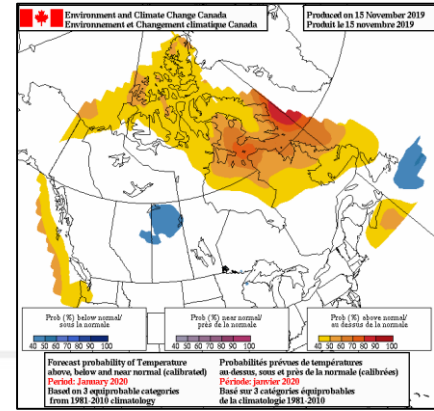 Environment and Climate Change Canada
Environnement et Changement climatique Canada
Produced on 15 November 2019
Produit le 15 novembre 2019
Prob (%) below normal/
sous la normale
40 50 60 70 80 90 100
Prob (%) near normal/
près de la normale
40 50 60 70 80 90 100
Prob (%) above normal/
au dessus de la normale
40 50 60 70 80 90 100
Forecast probability of Temperature
above, below and near normal (calibrated)
Period: January 2020
Based on 3 equiprobable categories
from 1981-2010 climatology
Probabilités prévues de températures
au-dessus, sous et près de la normale (calibrées)
Période: janvier 2020
Basé sur 3 catégories équiprobables
de la climatologie 1981-2010